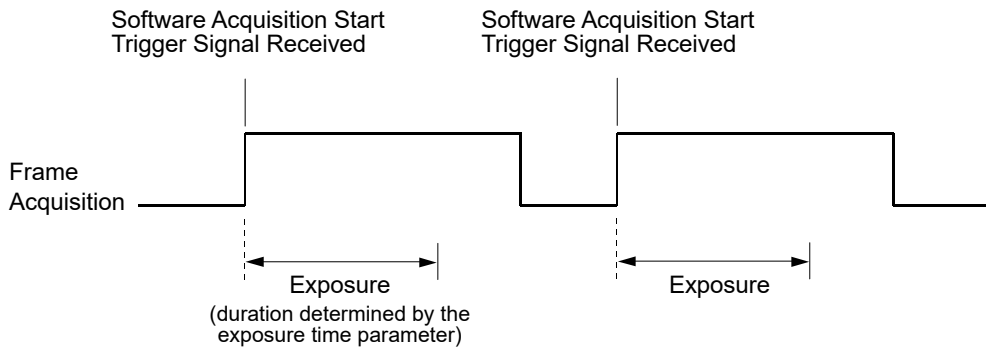 Software Acquisition Start
Trigger Signal Received
Software Acquisition Start
Trigger Signal Received
Frame
Acquisition
Exposure
(duration determined by the
exposure time parameter)
Exposure